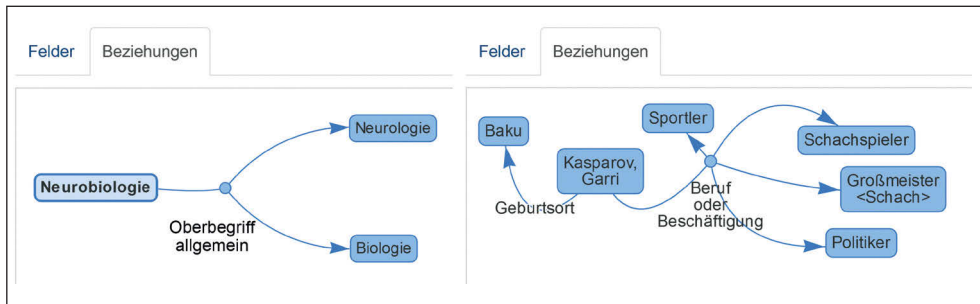 Felder
Beziehungen
Neurobiologie
Oberbegriff
allgemein
Neurologie
Biologie
Felder
Beziehungen
Baku
Geburtsort
Kasparov,
Garri
Sportler
Beruf
oder
Beschäftigung
Schachspieler
Großmeister
<Schach>
Politiker